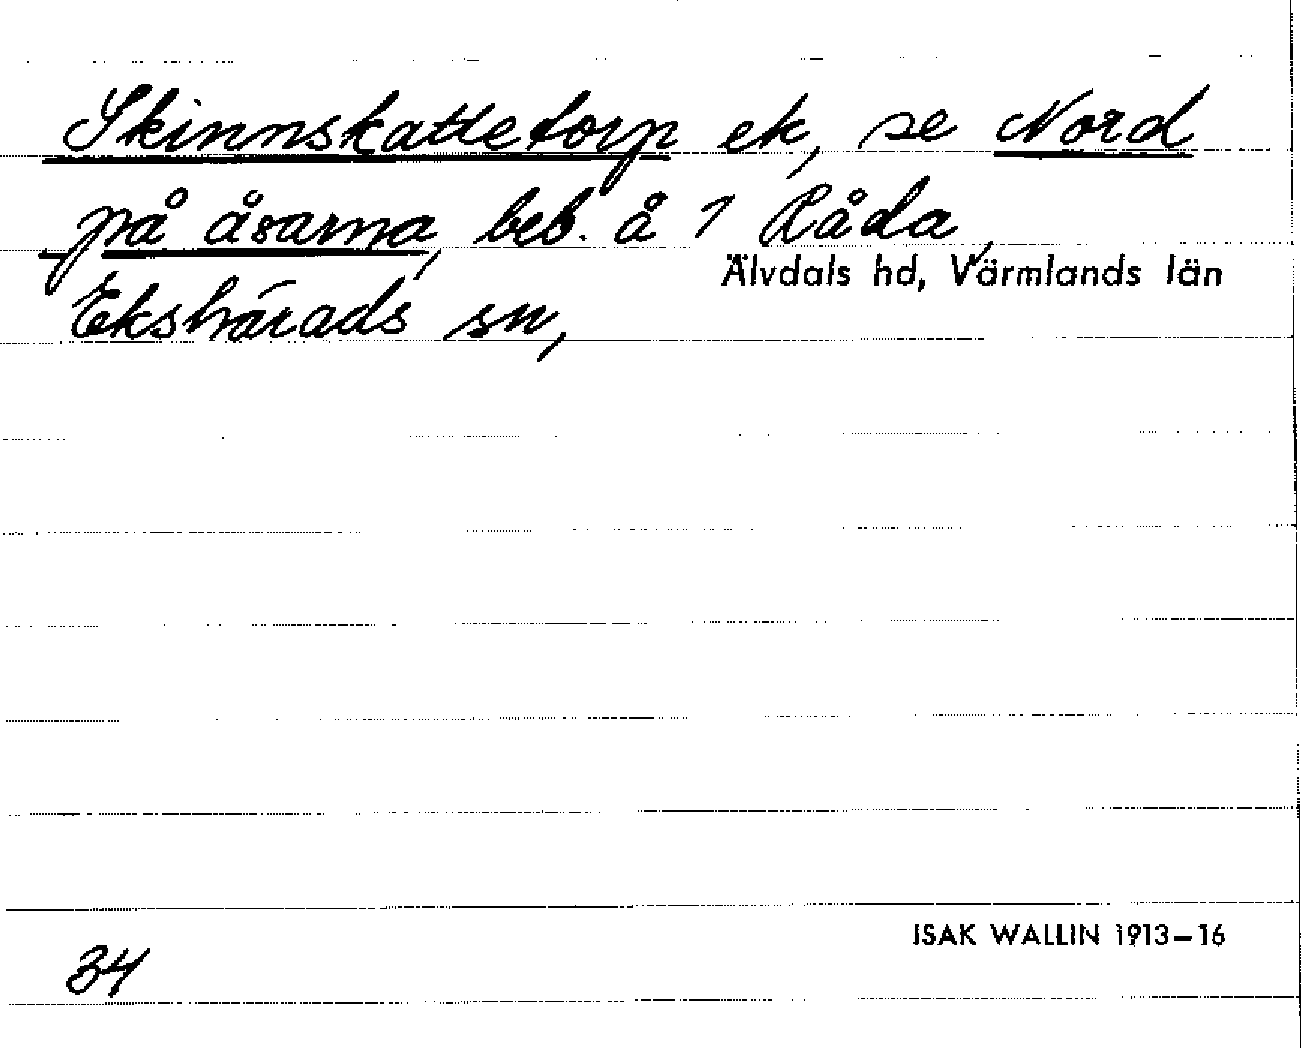 Skinnskattetorp ek, se Nord
på åsarna, beb. å 1 Råda,
Älvdals hd, Värmlands län
Ekshärads sn,
ISAK WALLIN 1913–16
34